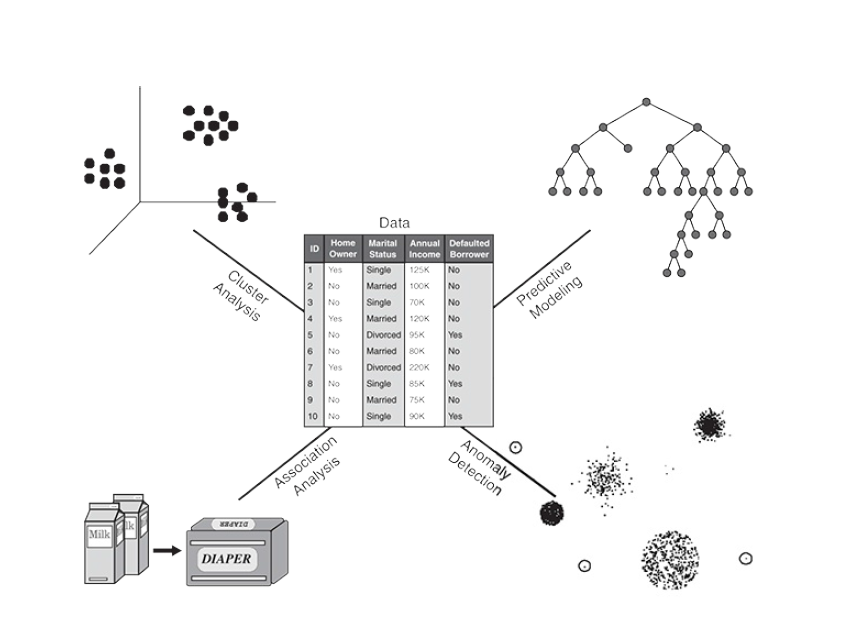 Data
ID Home Owner Marital Status Annual Income Defaulted Borrower
1 Yes Single 125K No
2 No Married 100K No
3 No Single 70K No
4 Yes Married 120K No
5 No Divorced 95K Yes
6 No Married 80K No
7 Yes Divorced 220K No
8 No Single 85K Yes
9 No Married 75K No
10 No Single 90K Yes
Cluster
Analysis
Predictive
Modeling
Association
Analysis
Anomaly
Detection
Milk
lk
DIAPER
DIAPER